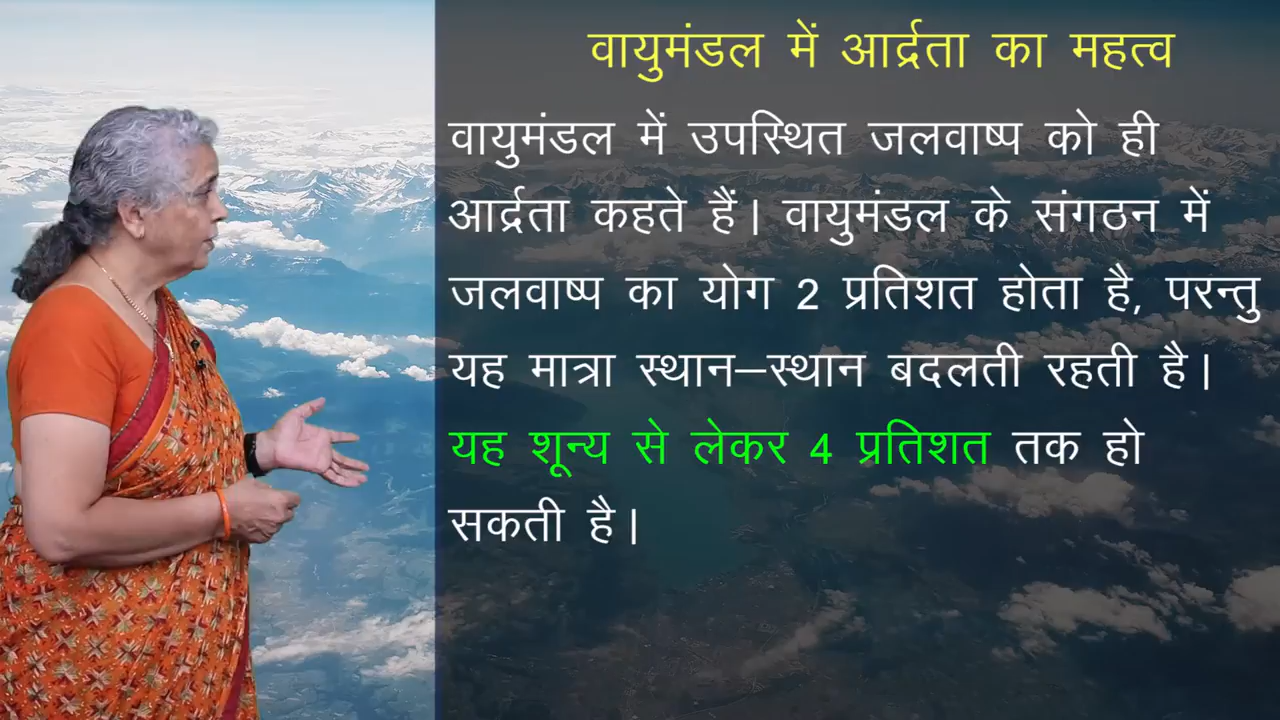 वायुमंडल में आर्द्रता का महत्व
वायुमंडल में उपस्थित जलवाष्प को ही
आर्द्रता कहते हैं। वायुमंडल के संगठन में
जलवाष्प का योग 2 प्रतिशत होता है, परन्तु
यह मात्रा स्थान–स्थान बदलती रहती है।
यह शून्य से लेकर 4 प्रतिशत तक हो
सकती है।